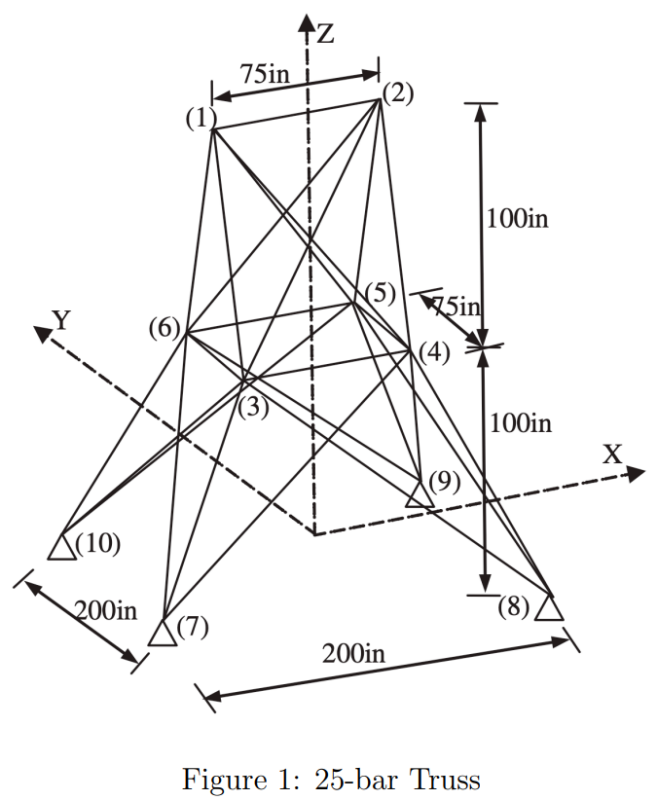 Z
75in
(1)
(2)
100in
(5)
75in
Y
(6)
(4)
(3)
100in
X
(9)
(10)
(8)
200in
(7)
200in
Figure 1: 25-bar Truss